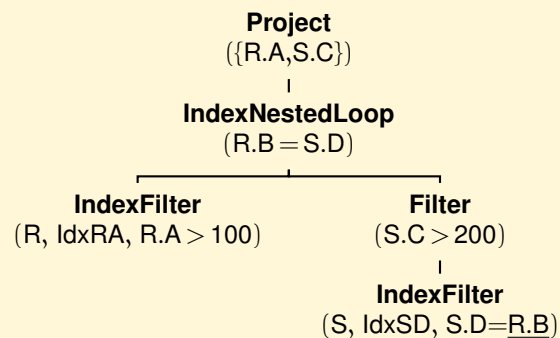 Project
({R.A,S.C})
IndexNestedLoop
(R.B = S.D)
IndexFilter
(R, IdxRA, R.A > 100)
Filter
(S.C > 200)
IndexFilter
(S, IdxSD, S.D=R.B)